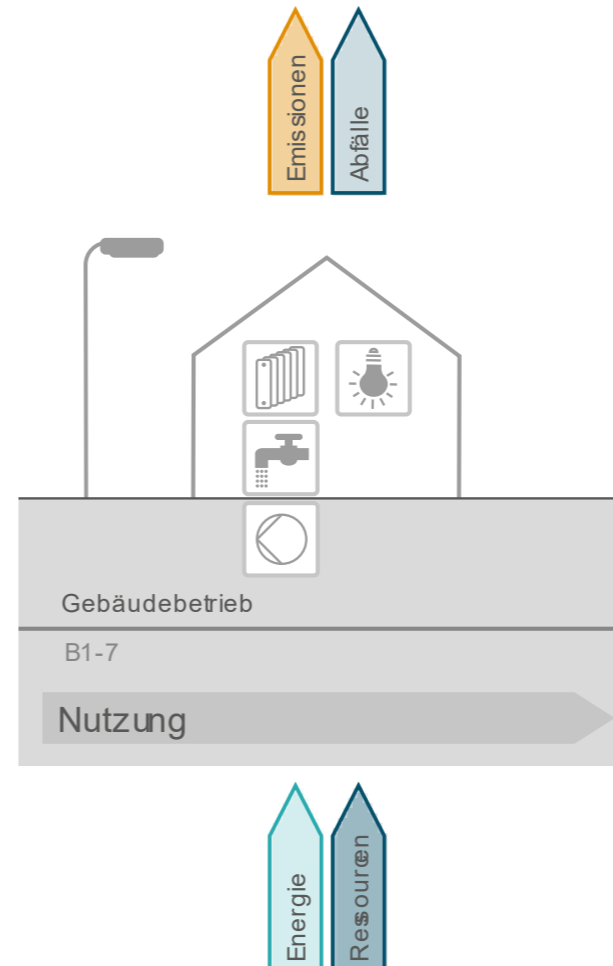 Emissionen
Abfälle
Gebäudebetrieb
B1-7
Nutzung
Energie
Ressourcen